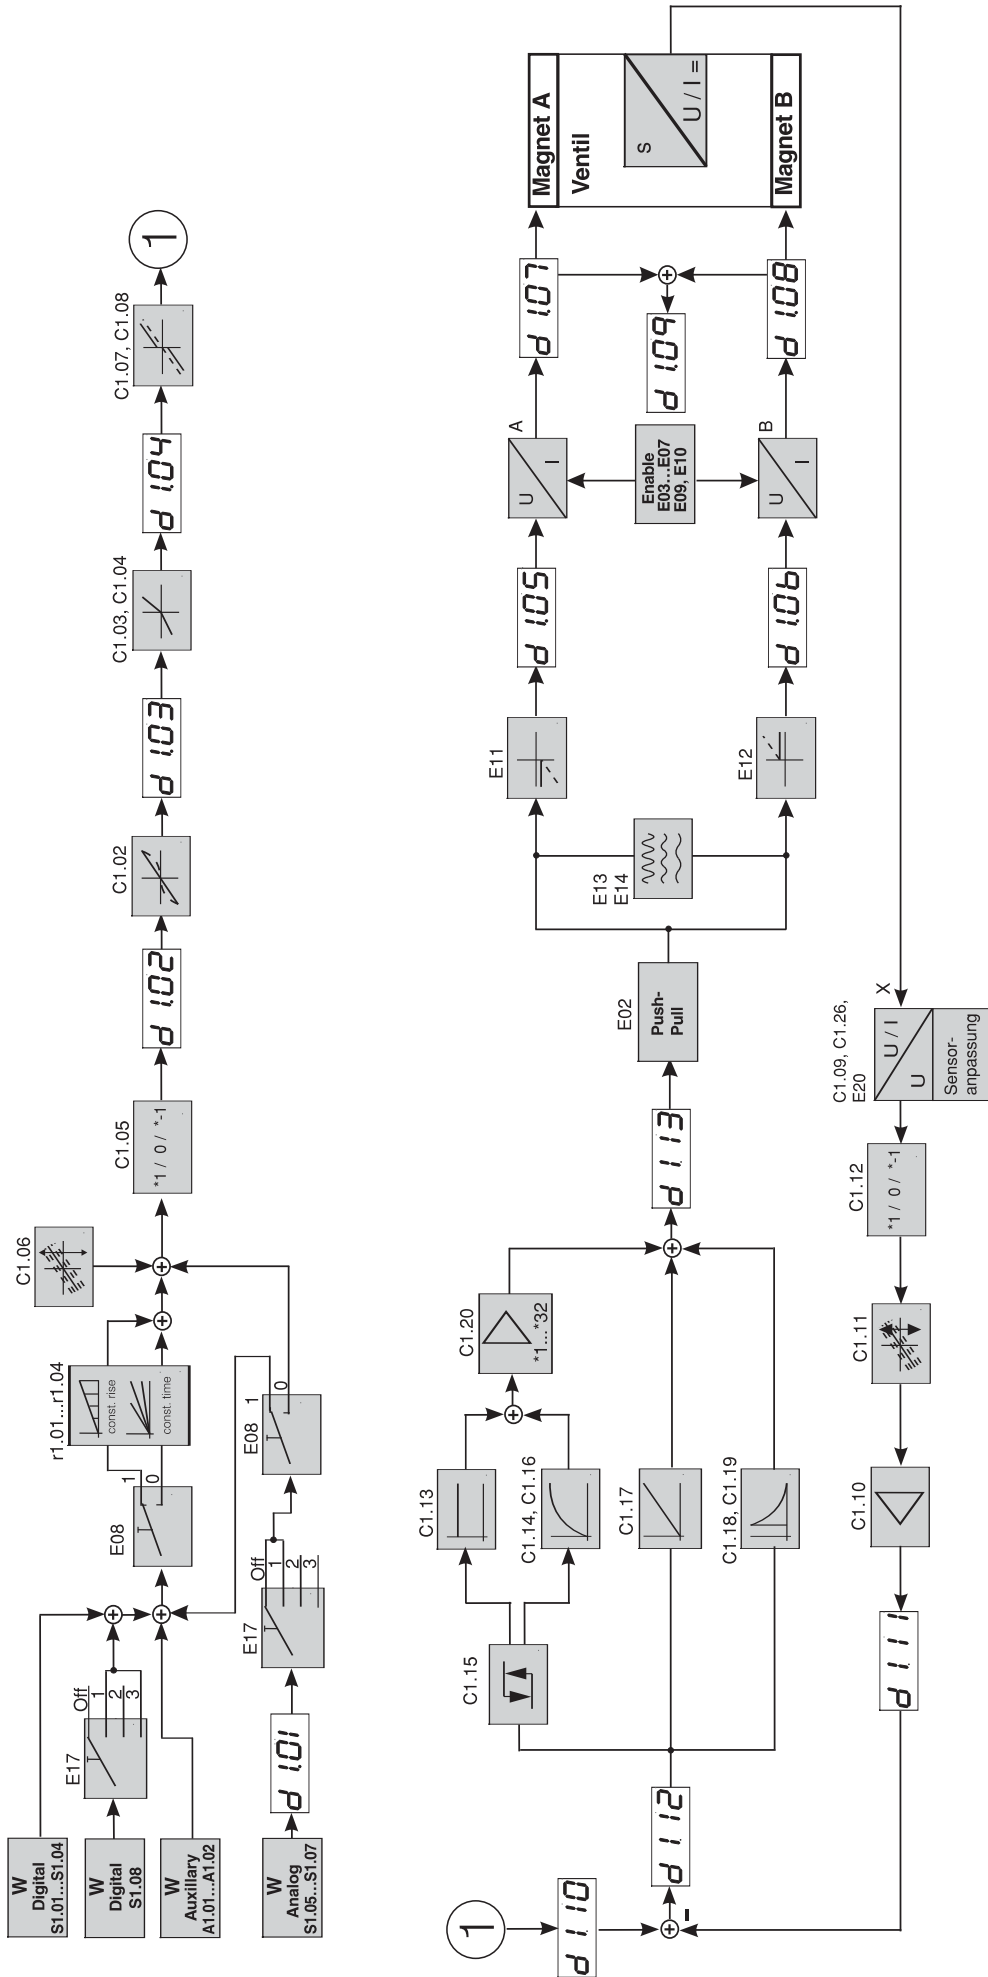 W
Digital
S1.01...S1.04
W
Digital
S1.08
W
Auxillary
A1.01...A1.02
W
Analog
S1.05...S1.07
E17
Off
1
2
3
d 1.01
E17
Off
1
2
3
E08
1
0
E08
1
0
r1.01...r1.04
const. rise
const. time
C1.06
C1.05
*1 / 0 / *-1
d 1.02
C1.02
d 1.03
C1.03, C1.04
d 1.04
C1.07, C1.08
1
1
d 1.10
-
d 1.12
C1.15
C1.13
C1.14, C1.16
C1.17
C1.18, C1.19
C1.20
*1...*32
d 1.13
E02
Push-
Pull
E13
E14
E11
E12
d 1.05
d 1.06
U
I
A
Enable
E03...E07
E09, E10
U
I
B
d 1.07
d 1.09
d 1.08
Magnet A
Ventil
S
U / I =
Magnet B
d 1.11
C1.10
C1.11
C1.12
*1 / 0 / *-1
C1.09, C1.26,
E20
U / I
U
Sensor-
anpassung
X